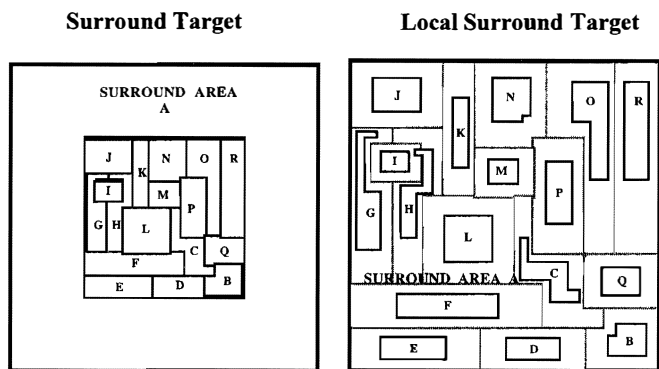 Surround Target
Local Surround Target
SURROUND AREA
A
J
K
N
O
R
I
M
P
G
H
L
C
Q
F
B
E
D
J
K
N
O
R
I
M
P
G
H
L
C
Q
SURROUND AREA A
F
B
E
D